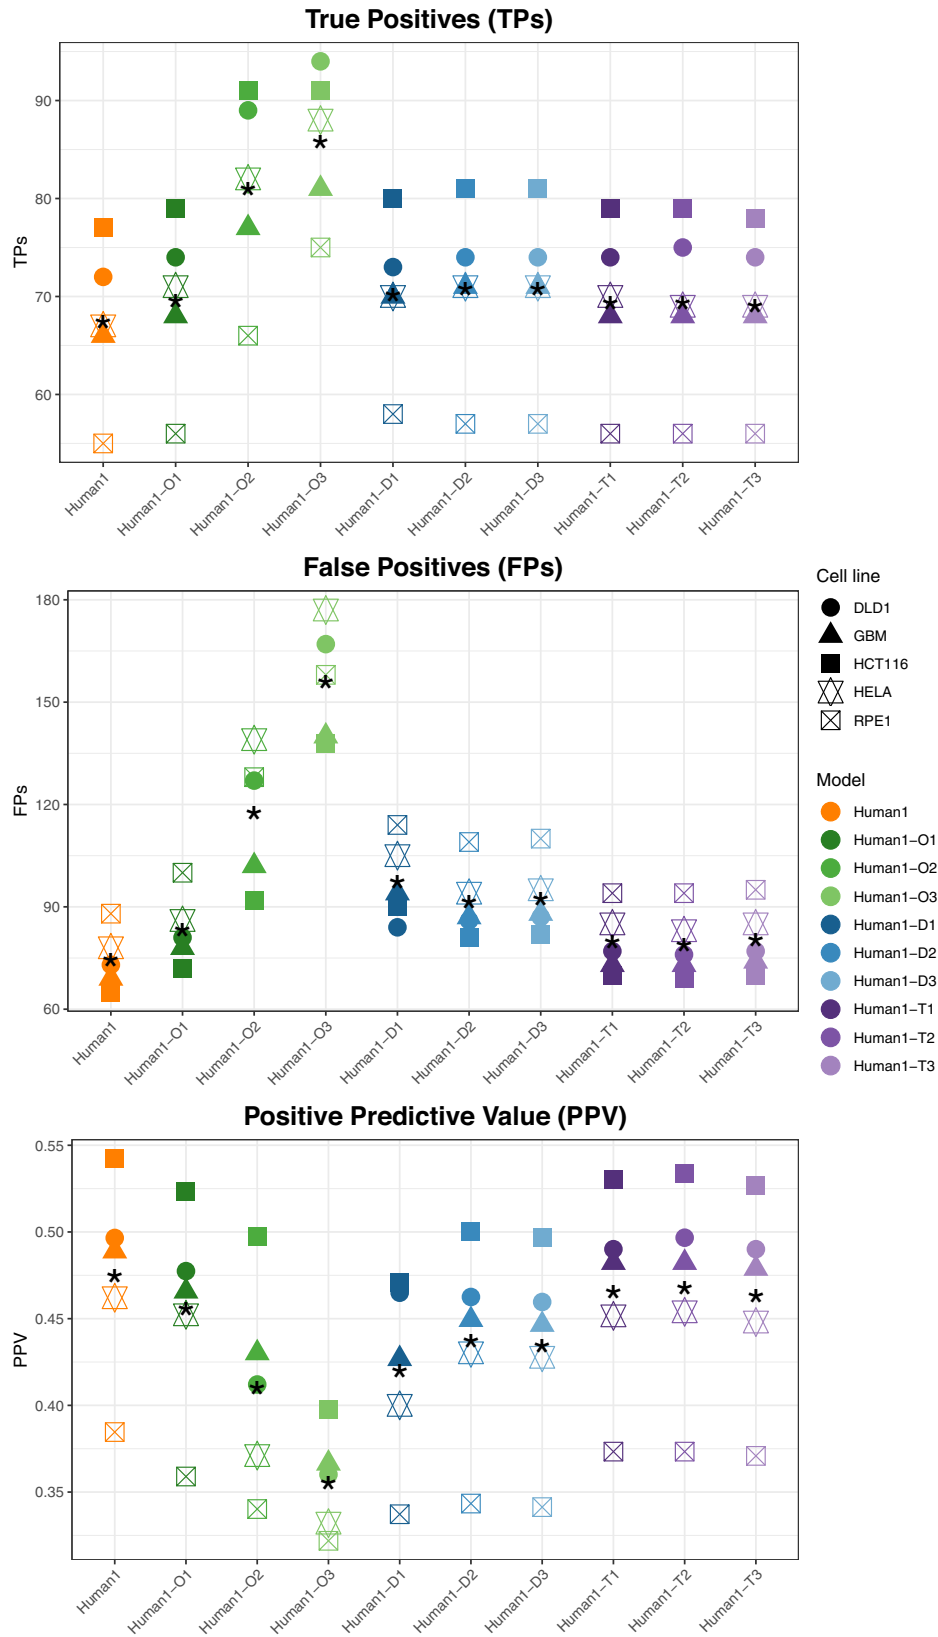 True Positives (TPs)
90
80
70
60
TPs
Human1
Human1-O1
Human1-O2
Human1-O3
Human1-D1
Human1-D2
Human1-D3
Human1-T1
Human1-T2
Human1-T3
False Positives (FPs)
180
150
120
90
60
FPs
Human1
Human1-O1
Human1-O2
Human1-O3
Human1-D1
Human1-D2
Human1-D3
Human1-T1
Human1-T2
Human1-T3
Cell line
DLD1
GBM
HCT116
HELA
RPE1
Model
Human1
Human1-O1
Human1-O2
Human1-O3
Human1-D1
Human1-D2
Human1-D3
Human1-T1
Human1-T2
Human1-T3
Positive Predictive Value (PPV)
0.55
0.50
0.45
0.40
0.35
PPV
Human1
Human1-O1
Human1-O2
Human1-O3
Human1-D1
Human1-D2
Human1-D3
Human1-T1
Human1-T2
Human1-T3